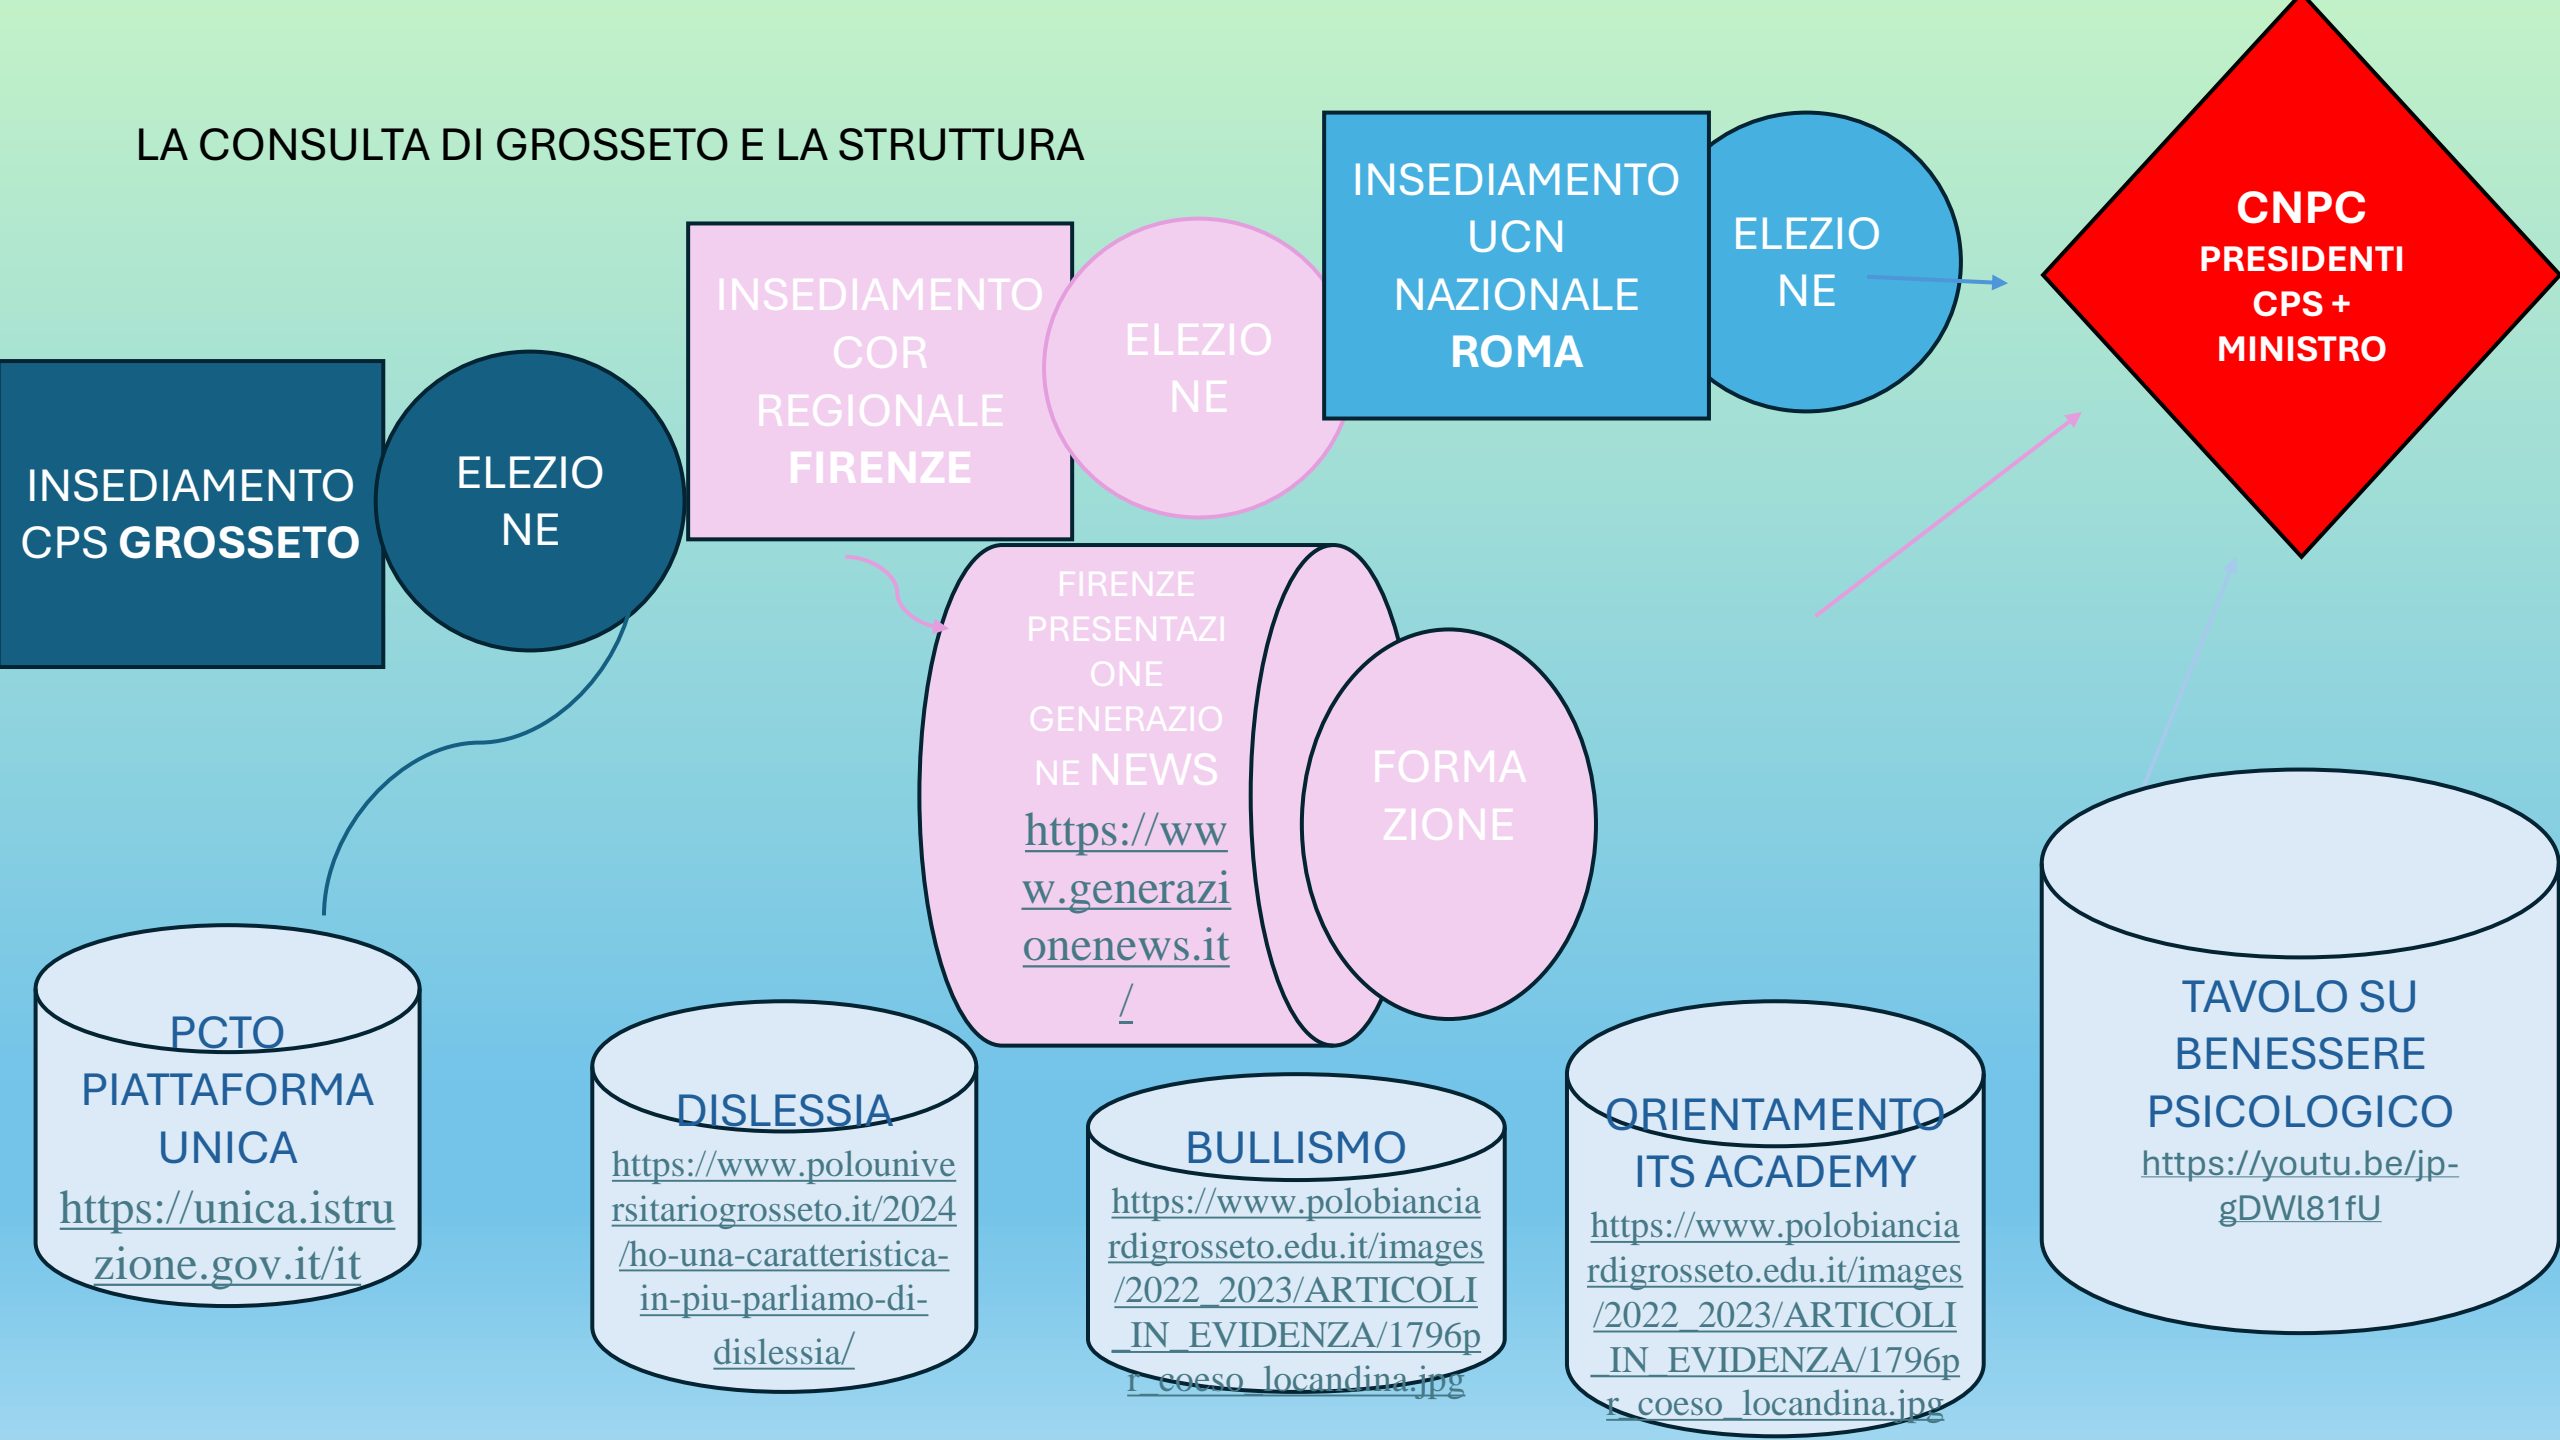 LA CONSULTA DI GROSSETO E LA STRUTTURA
INSEDIAMENTO
CPS GROSSETO
ELEZIO
NE
INSEDIAMENTO
COR
REGIONALE
FIRENZE
ELEZIO
NE
INSEDIAMENTO
UCN
NAZIONALE
ROMA
ELEZIO
NE
CNPC
PRESIDENTI
CPS +
MINISTRO
FIRENZE
PRESENTAZI
ONE
GENERAZIO
NE NEWS
https://ww
w.generazi
onenews.it
/
FORMA
ZIONE
PCTO
PIATTAFORMA
UNICA
https://unica.istru
zione.gov.it/it
DISLESSIA
https://www.polounive
rsitariogrosseto.it/2024
/ho-una-caratteristica-
in-piu-parliamo-di-
dislessia/
BULLISMO
https://www.polobiancia
rdigrosseto.edu.it/images
/2022_2023/ARTICOLI
_IN_EVIDENZA/1796p
r_coeso_locandina.jpg
ORIENTAMENTO
ITS ACADEMY
https://www.polobiancia
rdigrosseto.edu.it/images
/2022_2023/ARTICOLI
_IN_EVIDENZA/1796p
r_coeso_locandina.jpg
TAVOLO SU
BENESSERE
PSICOLOGICO
https://youtu.be/jp-
gDWl81fU